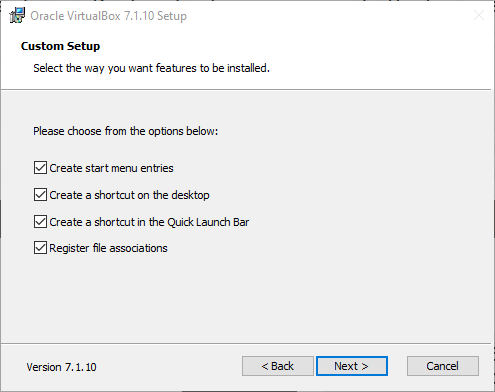 Oracle VirtualBox 7.1.10 Setup
Custom Setup
Select the way you want features to be installed.
Please choose from the options below:
Create start menu entries
Create a shortcut on the desktop
Create a shortcut in the Quick Launch Bar
Register file associations
Version 7.1.10
< Back
Next >
Cancel